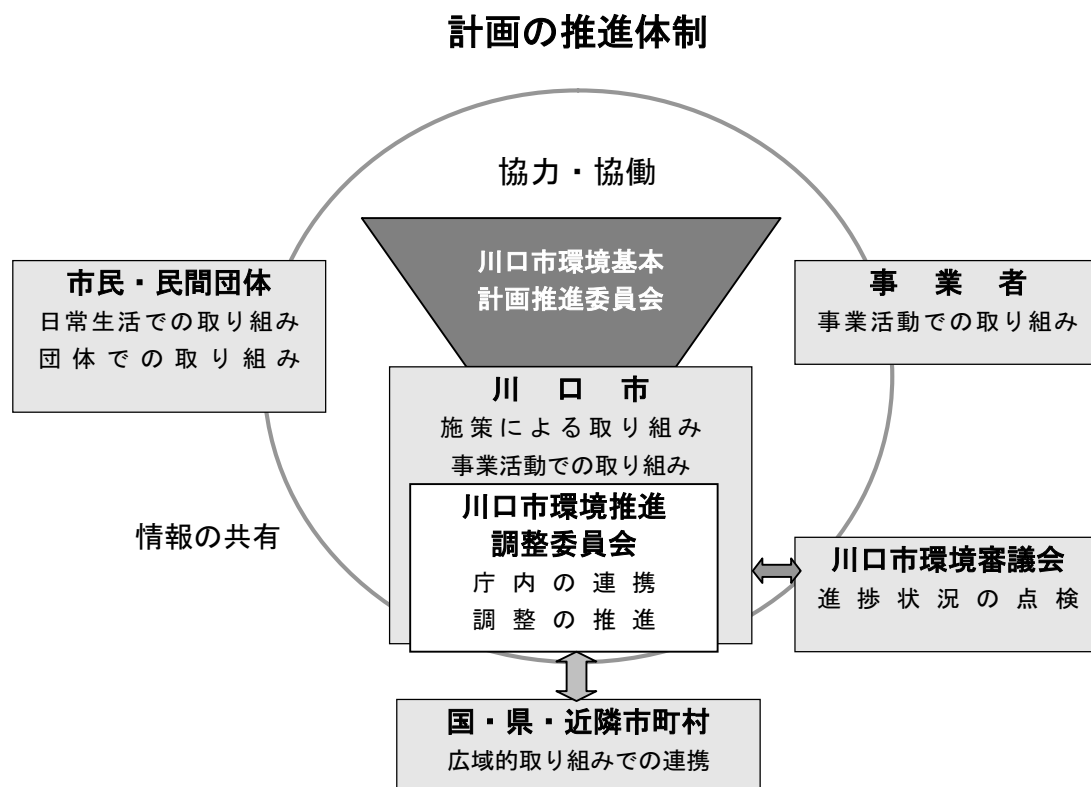 計画の推進体制
協力・協働
川口市環境基本
計画推進委員会
市民・民間団体
日常生活での取り組み
団体での取り組み
事業者
事業活動での取り組み
川口市
施策による取り組み
事業活動での取り組み
川口市環境推進
調整委員会
庁内の連携
調整の推進
情報の共有
川口市環境審議会
進捗状況の点検
国・県・近隣市町村
広域的取り組みでの連携